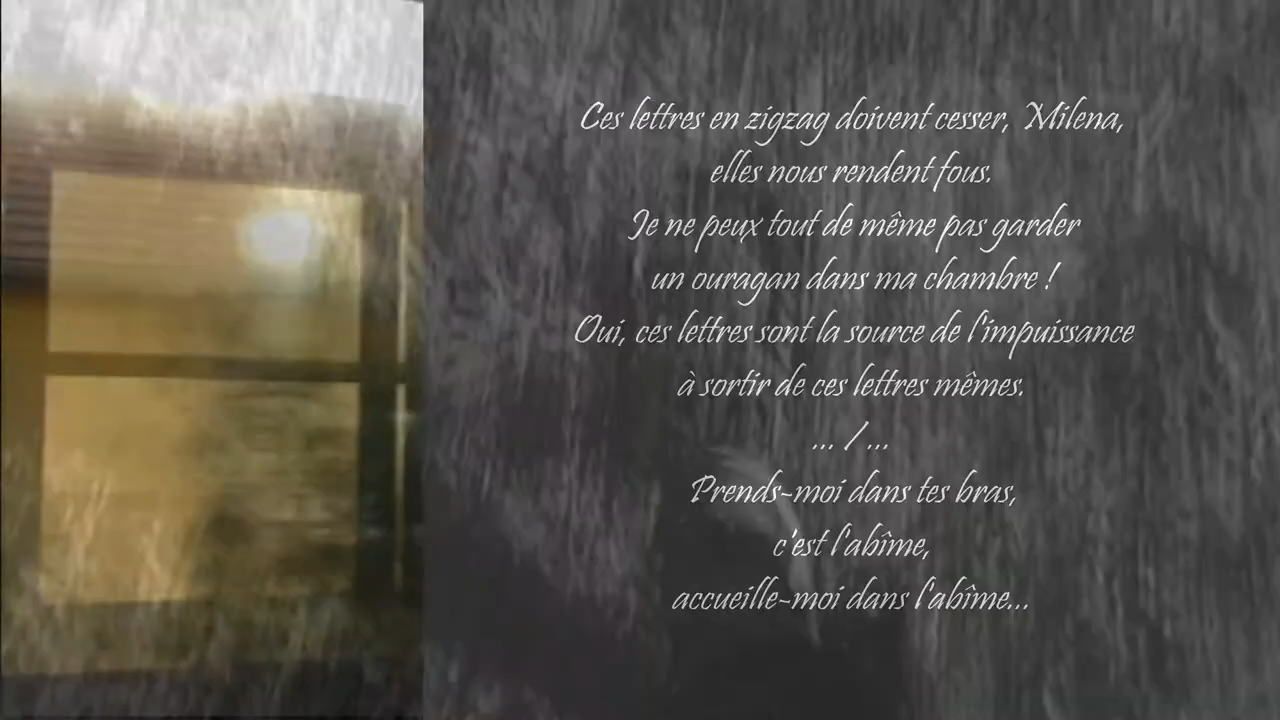 Ces lettres en zigzag doivent cesser, Milena,
elles nous rendent fous.
Je ne peux tout de même pas garder
un ouragan dans ma chambre !
Oui, ces lettres sont la source de l'impuissance
à sortir de ces lettres mêmes.
... / ...
Prends-moi dans tes bras,
c'est l'abîme,
accueille-moi dans l'abîme...